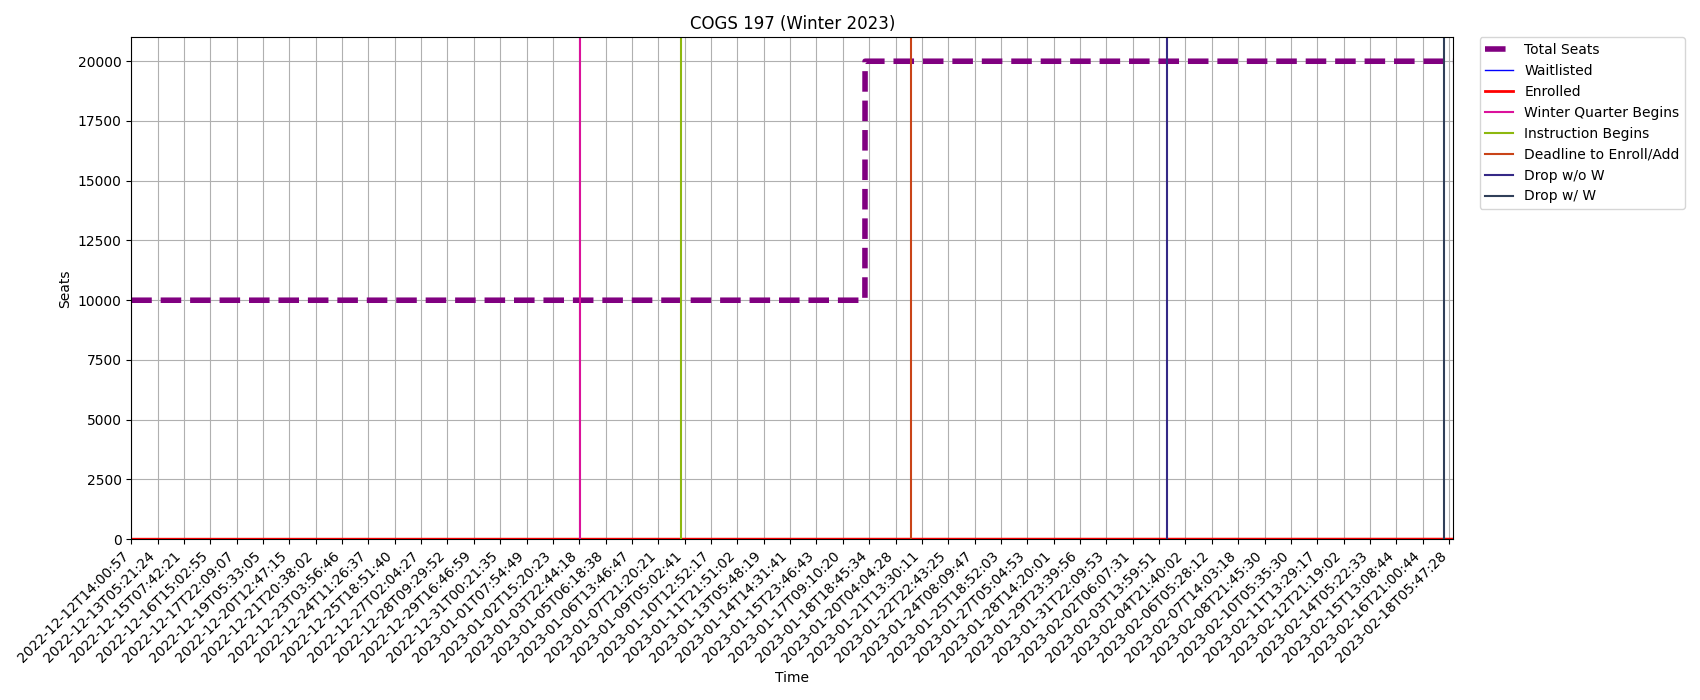 COGS 197 (Winter 2023)
Total Seats
Waitlisted
Enrolled
Winter Quarter Begins
Instruction Begins
Deadline to Enroll/Add
Drop w/o W
Drop w/ W
20000
17500
15000
12500
10000
7500
5000
2500
0
Seats
2022-12-12T14:00:57
2022-12-13T05:21:24
2022-12-15T07:42:21
2022-12-16T15:02:55
2022-12-17T22:09:07
2022-12-19T05:33:05
2022-12-20T12:47:15
2022-12-21T20:38:02
2022-12-23T03:56:46
2022-12-24T11:26:37
2022-12-25T18:51:40
2022-12-27T02:04:27
2022-12-28T09:29:52
2022-12-29T16:46:59
2022-12-31T00:21:35
2023-01-01T07:54:49
2023-01-02T15:20:23
2023-01-03T22:44:18
2023-01-05T06:18:38
2023-01-06T13:46:47
2023-01-07T21:20:21
2023-01-09T05:02:41
2023-01-10T12:52:17
2023-01-11T21:51:02
2023-01-13T05:48:19
2023-01-14T14:31:41
2023-01-15T23:46:43
2023-01-17T09:10:20
2023-01-18T18:45:34
2023-01-20T04:04:28
2023-01-21T13:30:11
2023-01-22T22:43:25
2023-01-24T08:09:47
2023-01-25T18:52:03
2023-01-27T05:04:53
2023-01-28T14:20:01
2023-01-29T23:39:56
2023-01-31T22:09:53
2023-02-02T06:07:31
2023-02-03T13:59:51
2023-02-04T21:40:02
2023-02-06T05:28:12
2023-02-07T14:03:18
2023-02-08T21:45:30
2023-02-10T05:35:30
2023-02-11T13:29:17
2023-02-12T21:19:02
2023-02-14T05:22:33
2023-02-15T13:08:44
2023-02-16T21:00:44
2023-02-18T05:47:28
Time